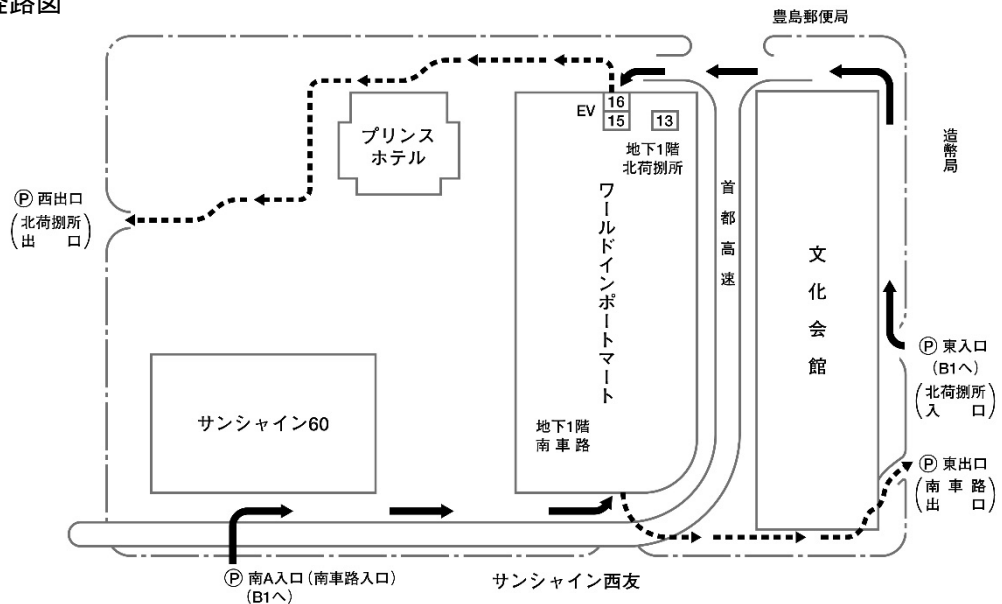 経路図
豊島郵便局
造幣局
EV
16
15
13
地下1階
北荷捌所
プリンス
ホテル
ワールドインポートマート
首都高速
文化会館
Ⓟ 西出口
(北荷捌所
出口)
Ⓟ 東入口
(B1へ)
(北荷捌所
入口)
サンシャイン60
地下1階
南車路
Ⓟ 東出口
(南車路
出口)
Ⓟ 南A入口(南車路入口)
(B1へ)
サンシャイン西友